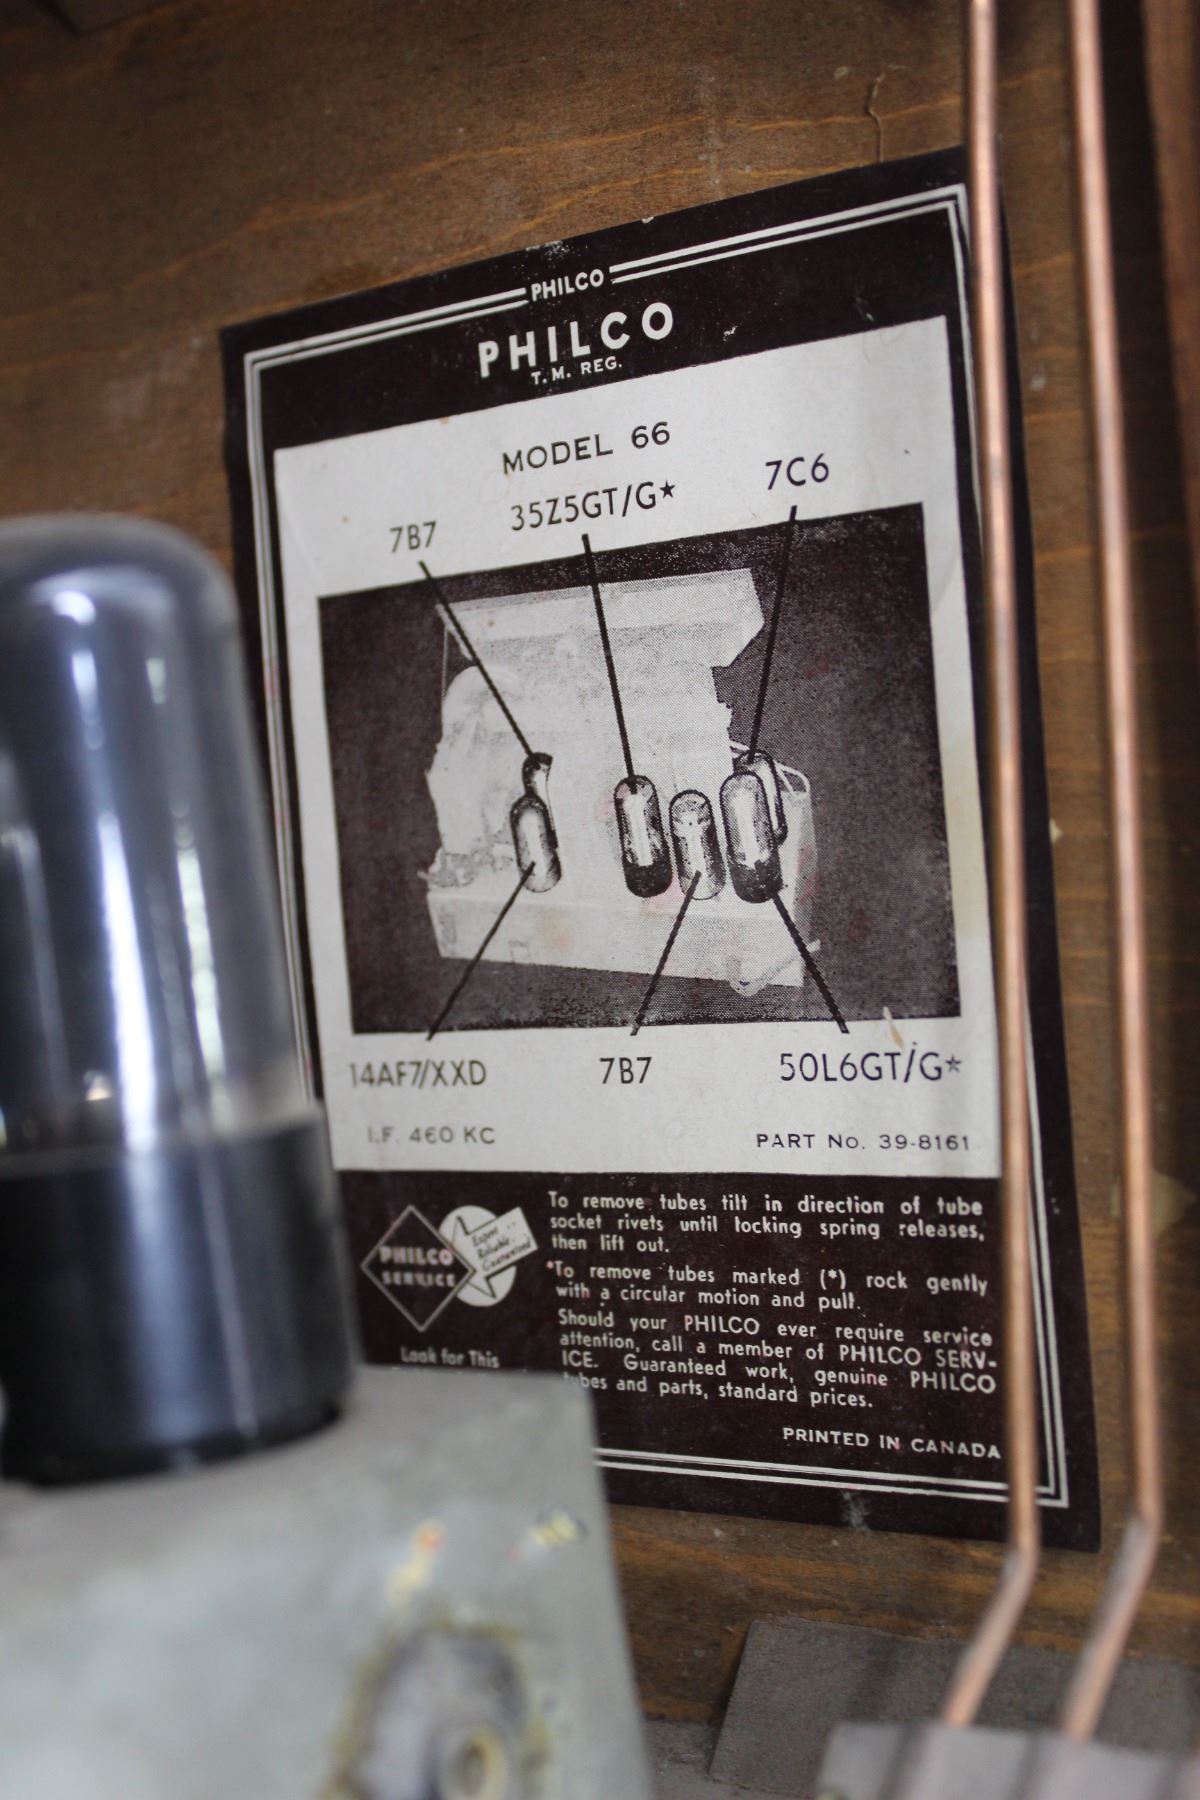 PHILCO
PHILCO
T.M. REG.
MODEL 66
7B7
35Z5GT/G★
7C6
14AF7/XXD
7B7
50L6GT/G★
I.F. 460 KC
PART No. 39-8161
PHILCO
SERVICE
Expert
Reliable
Guaranteed
Look for This
To remove tubes tilt in direction of tube
socket rivets until locking spring releases,
then lift out.
*To remove tubes marked (*) rock gently
with a circular motion and pull.
Should your PHILCO ever require service
attention, call a member of PHILCO SERV-
ICE. Guaranteed work, genuine PHILCO
tubes and parts, standard prices.
PRINTED IN CANADA